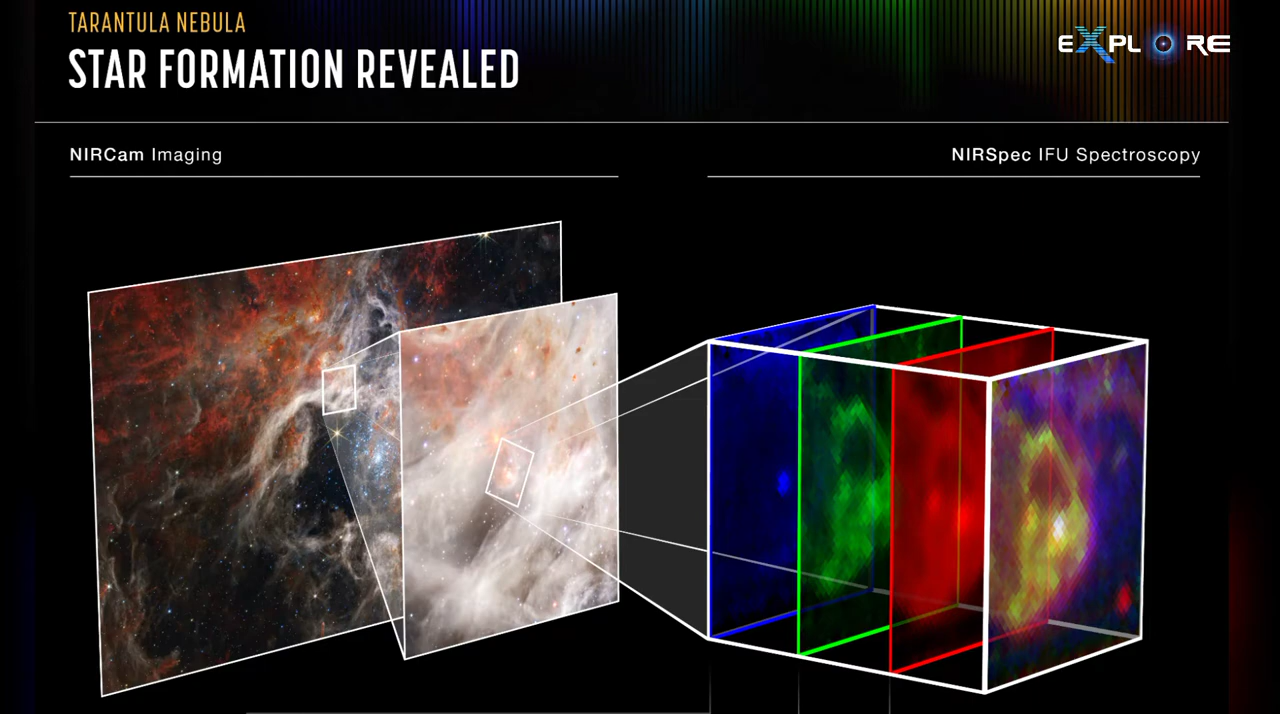 TARANTULA NEBULA
STAR FORMATION REVEALED
EXPLORE
NIRCam Imaging
NIRSpec IFU Spectroscopy